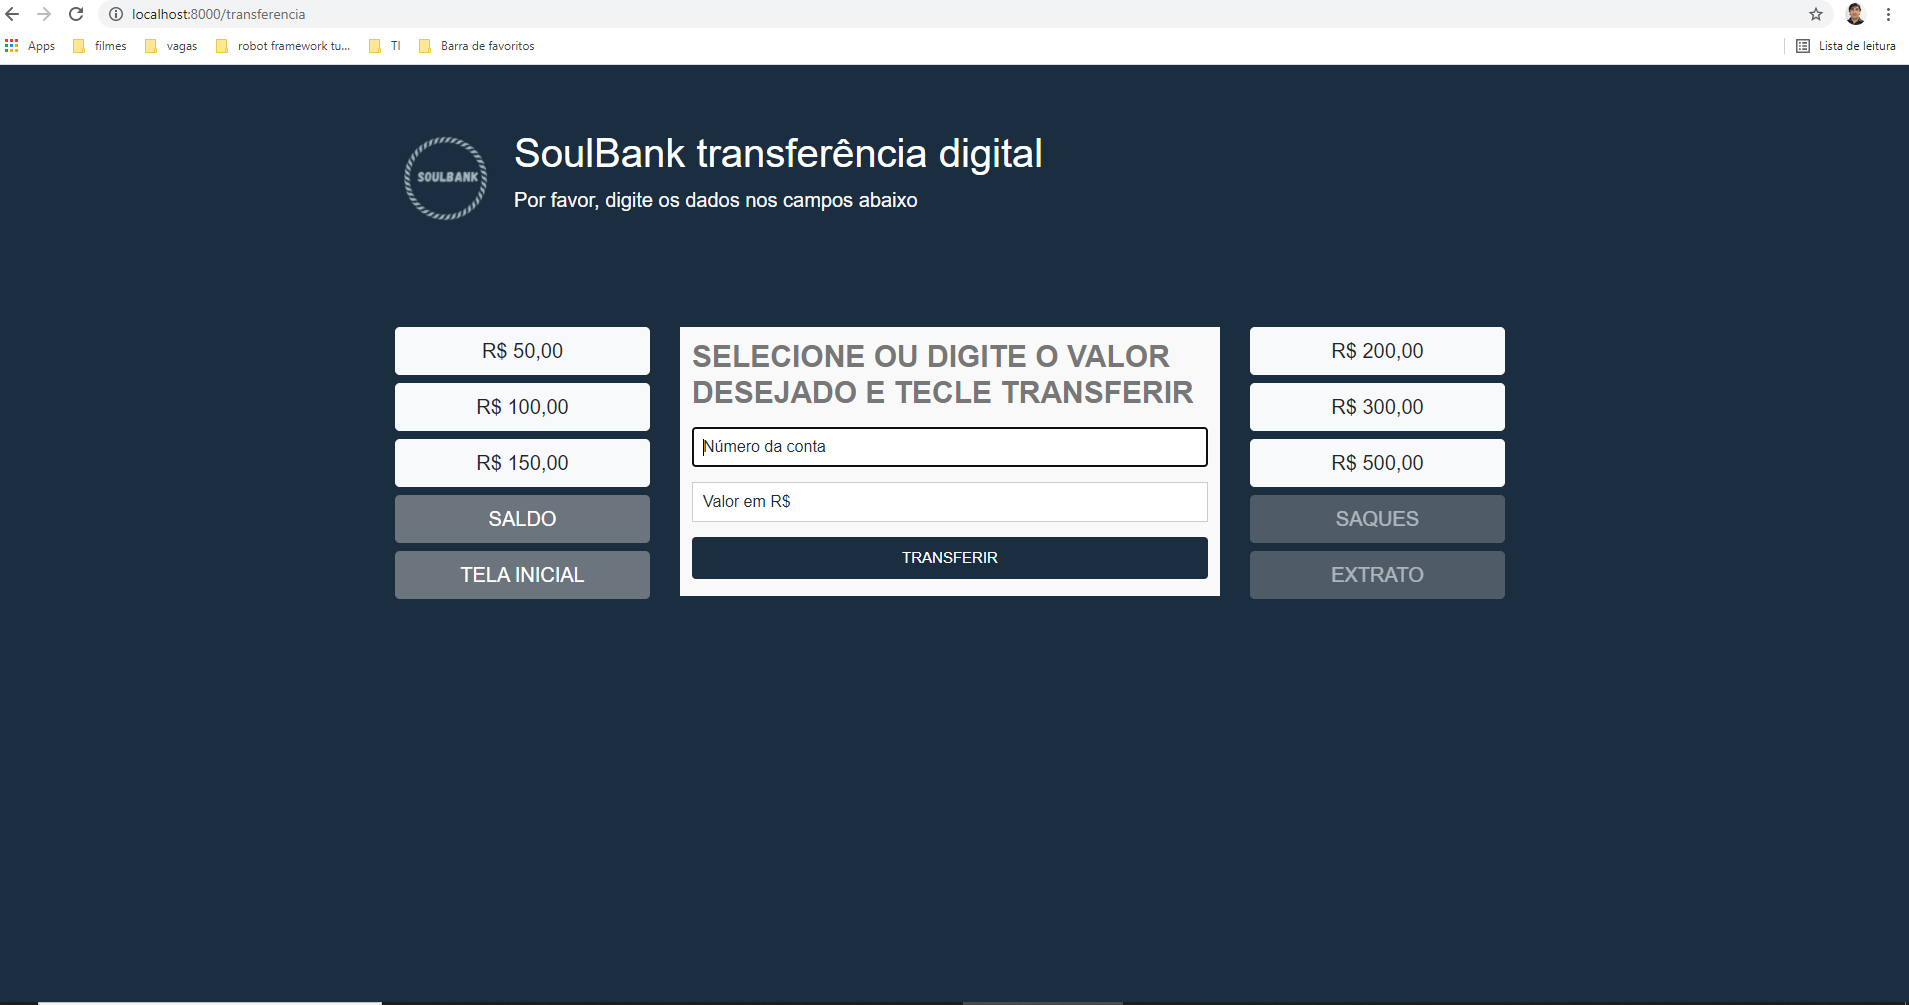 localhost:8000/transferencia
Apps
filmes
vagas
robot framework tu...
TI
Barra de favoritos
Lista de leitura
SOULBANK
SoulBank transferência digital
Por favor, digite os dados nos campos abaixo
R$ 50,00
R$ 100,00
R$ 150,00
SALDO
TELA INICIAL
SELECIONE OU DIGITE O VALOR
DESEJADO E TECLE TRANSFERIR
Número da conta
Valor em R$
TRANSFERIR
R$ 200,00
R$ 300,00
R$ 500,00
SAQUES
EXTRATO